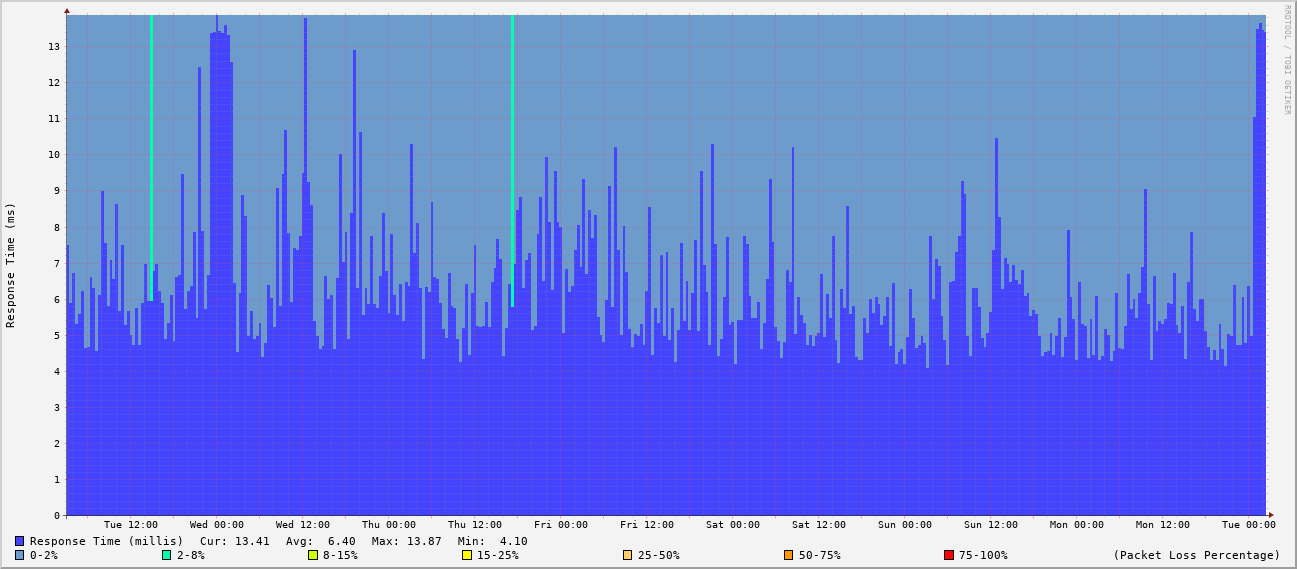 RRDTOOL / TOBI OETIKER
Response Time (ms)
13
12
11
10
9
8
7
6
5
4
3
2
1
0
Tue 12:00 Wed 00:00 Wed 12:00 Thu 00:00 Thu 12:00 Fri 00:00 Fri 12:00 Sat 00:00 Sat 12:00 Sun 00:00 Sun 12:00 Mon 00:00 Mon 12:00 Tue 00:00
Response Time (millis) Cur: 13.41 Avg: 6.40 Max: 13.87 Min: 4.10
0-2% 2-8% 8-15% 15-25% 25-50% 50-75% 75-100% (Packet Loss Percentage)